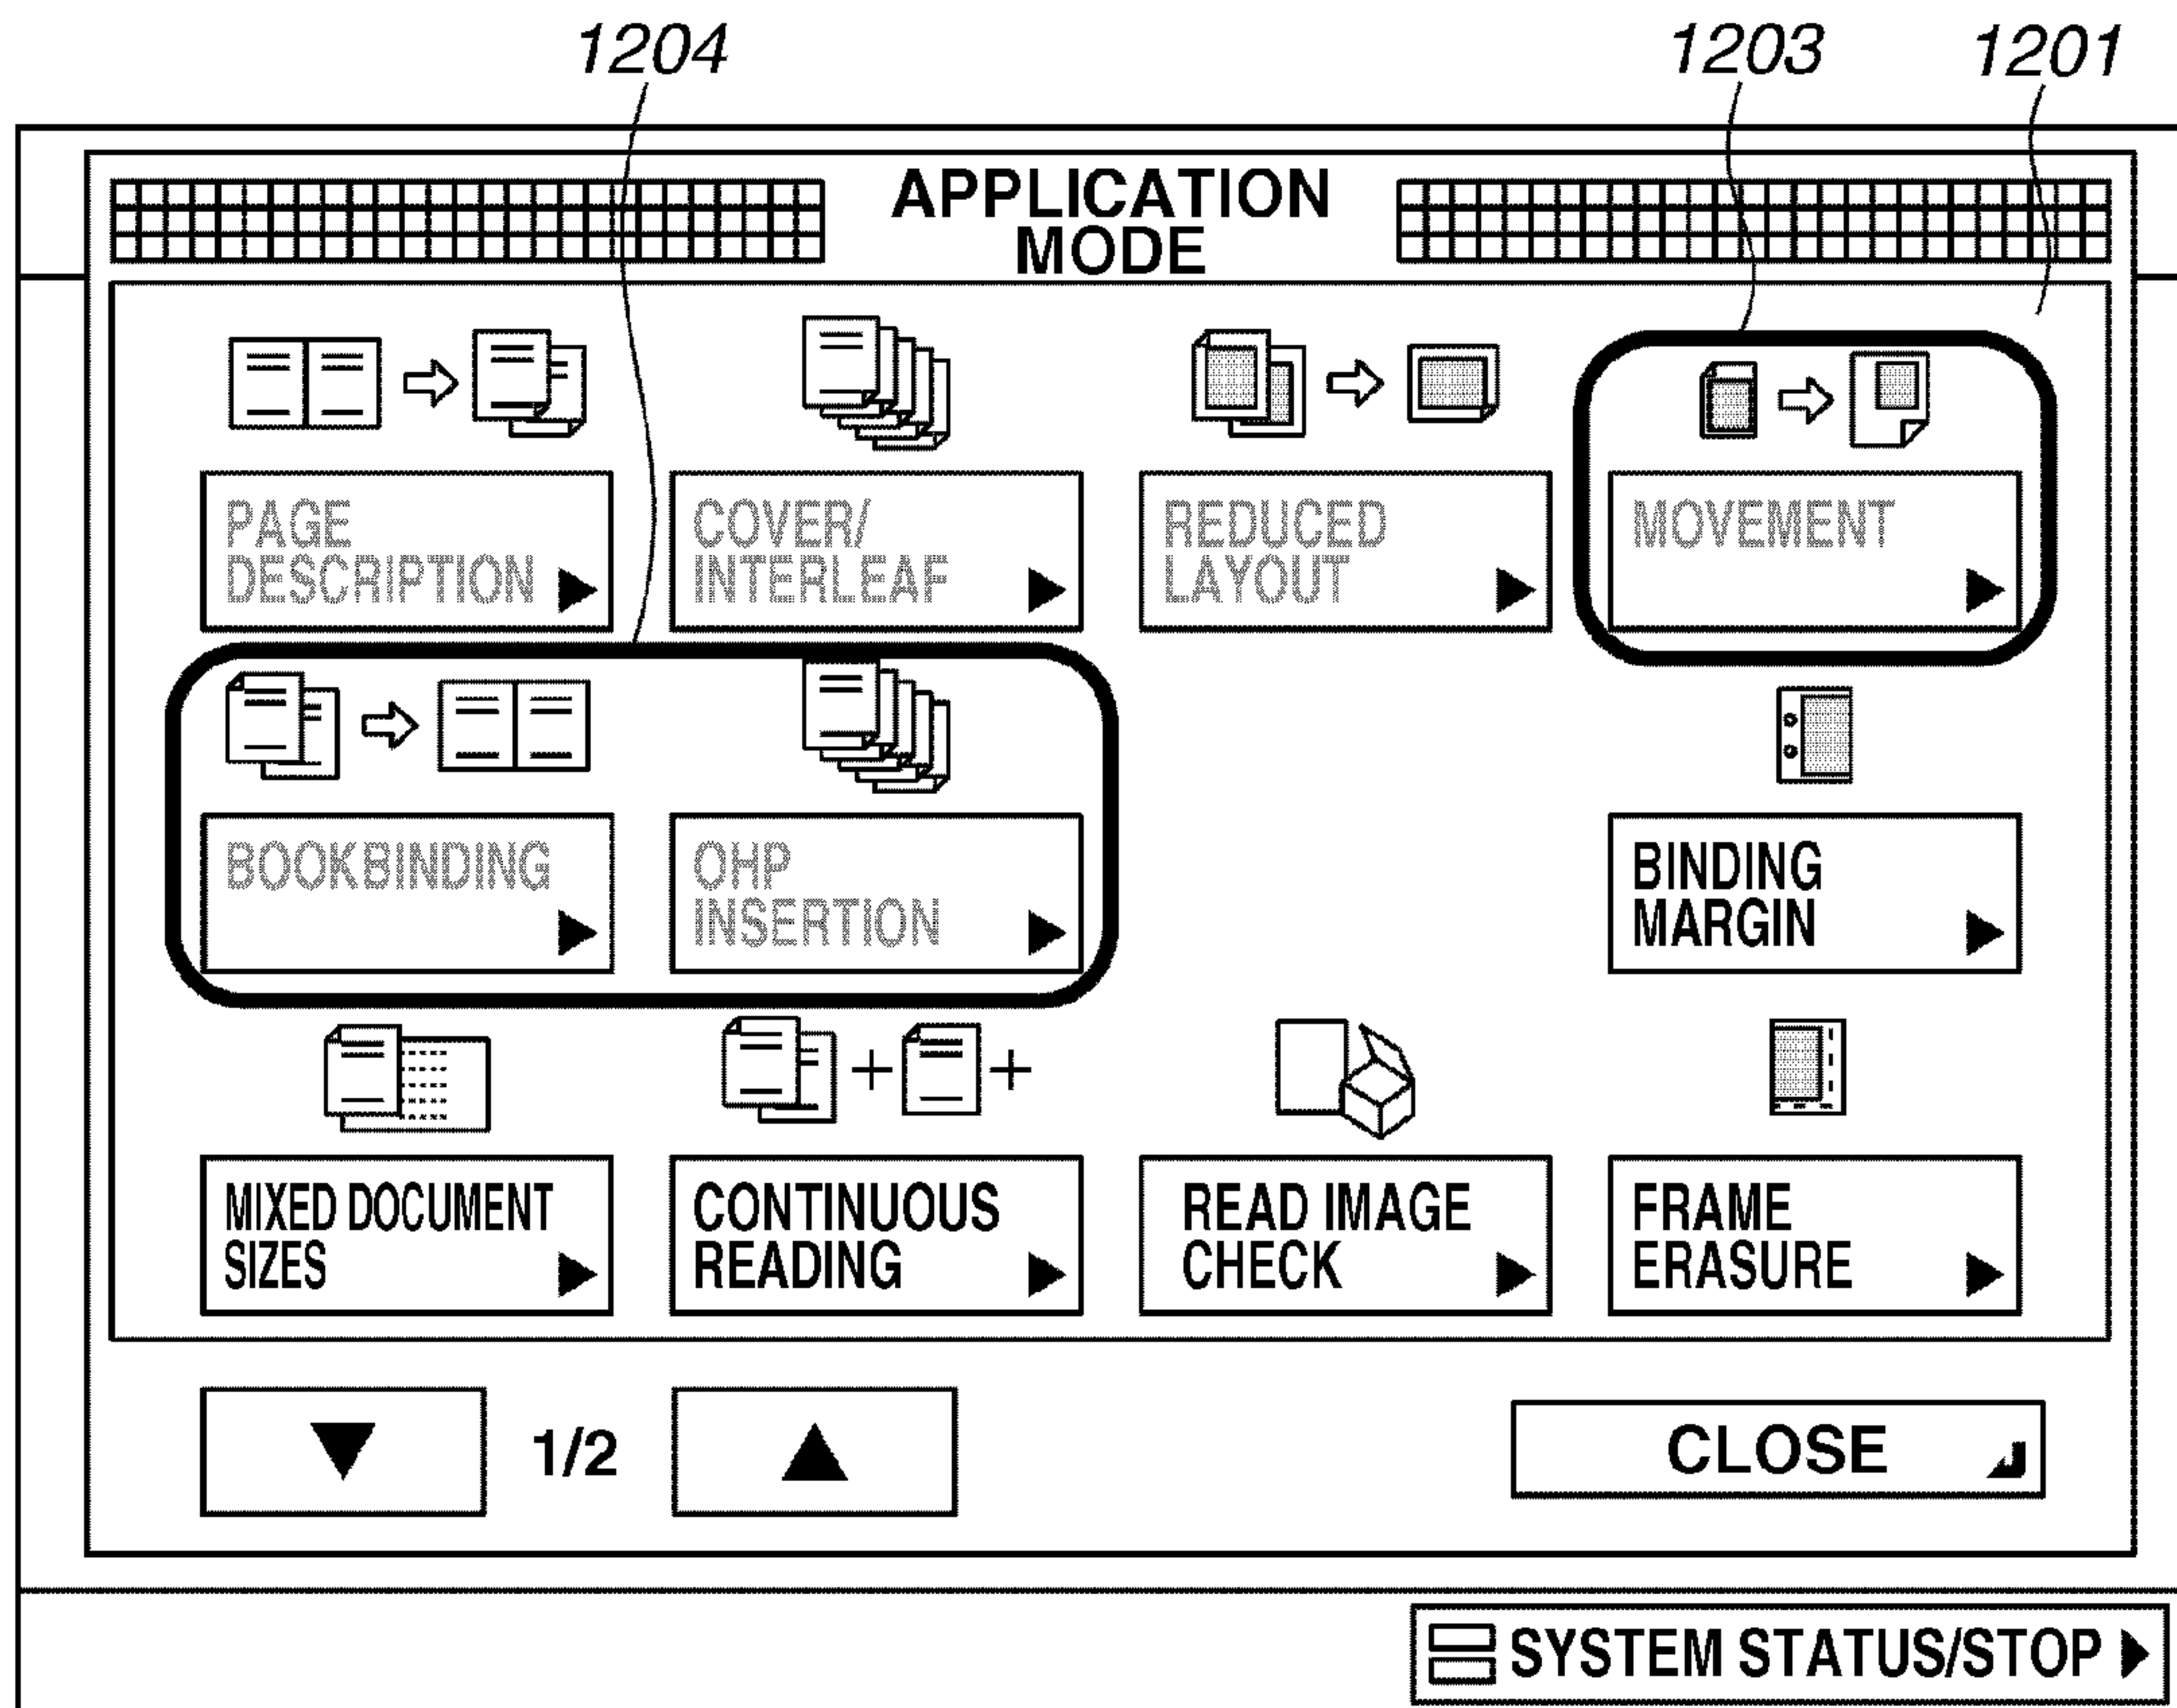 1204
1203
1201
APPLICATION
MODE
PAGE
DESCRIPTION
COVER/
INTERLEAF
REDUCED
LAYOUT
MOVEMENT
BOOKBINDING
OHP
INSERTION
BINDING
MARGIN
MIXED DOCUMENT
SIZES
CONTINUOUS
READING
READ IMAGE
CHECK
FRAME
ERASURE
1/2
CLOSE
SYSTEM STATUS/STOP